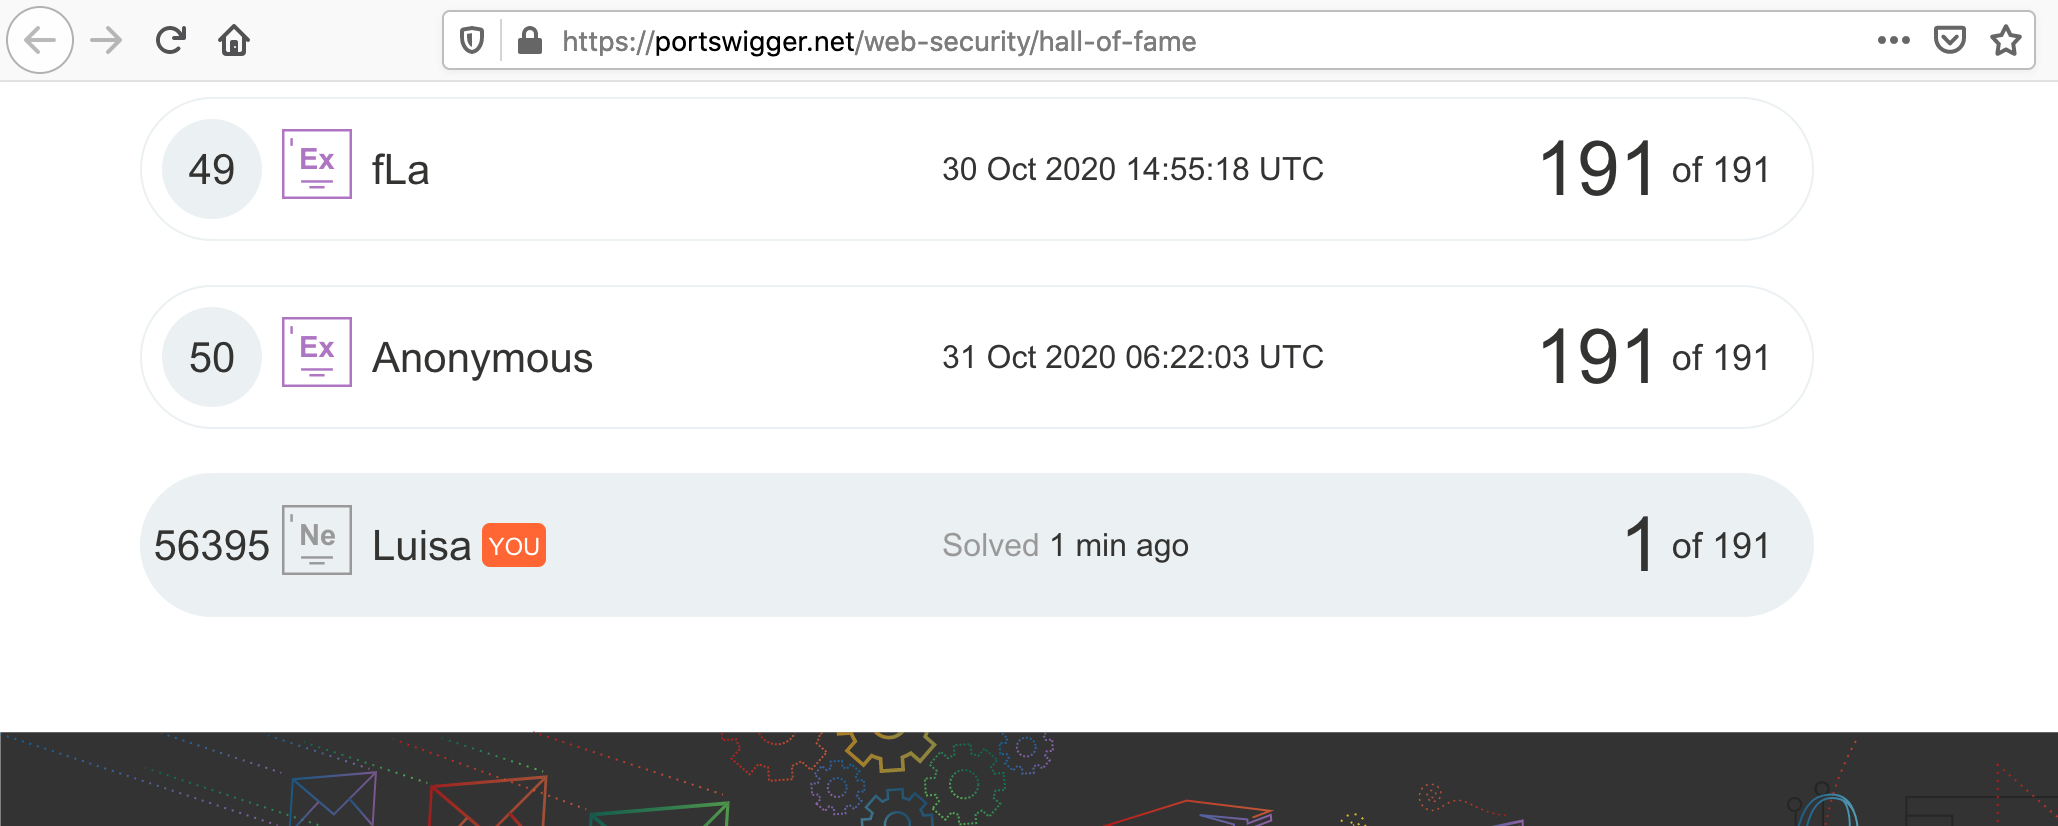 https://portswigger.net/web-security/hall-of-fame
49 Ex fLa 30 Oct 2020 14:55:18 UTC 191 of 191
50 Ex Anonymous 31 Oct 2020 06:22:03 UTC 191 of 191
56395 Ne Luisa YOU Solved 1 min ago 1 of 191